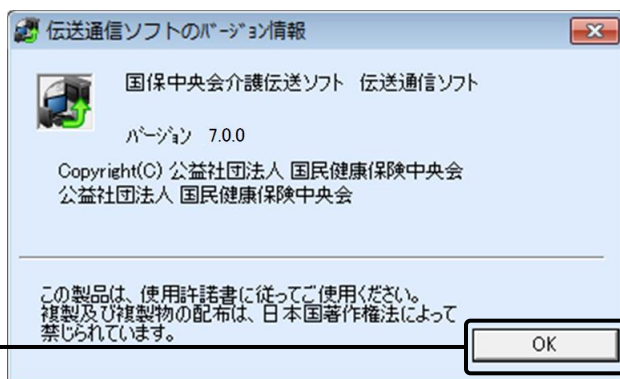 伝送通信ソフトのﾊﾞｰｼﾞｮﾝ情報
国保中央会介護伝送ソフト 伝送通信ソフト
ﾊﾞｰｼﾞｮﾝ 7.0.0
Copyright(C) 公益社団法人 国民健康保険中央会
公益社団法人 国民健康保険中央会
この製品は、使用許諾書に従ってご使用ください。
複製及び複製物の配布は、日本国著作権法によって
禁じられています。
OK